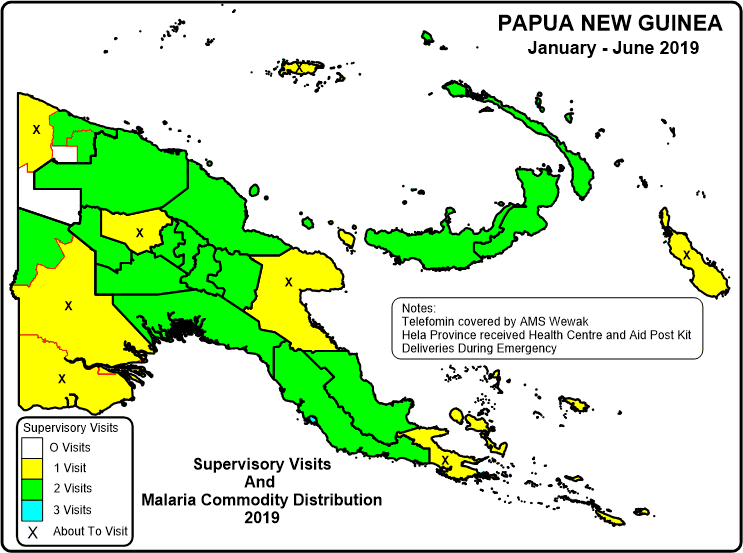 PAPUA NEW GUINEA
January - June 2019
X
X
X
X
X
X
X
X
Notes:
Telefomin covered by AMS Wewak
Hela Province received Health Centre and Aid Post Kit
Deliveries During Emergency
Supervisory Visits
And
Malaria Commodity Distribution
2019
Supervisory Visits
O Visits
1 Visit
2 Visits
3 Visits
X About To Visit